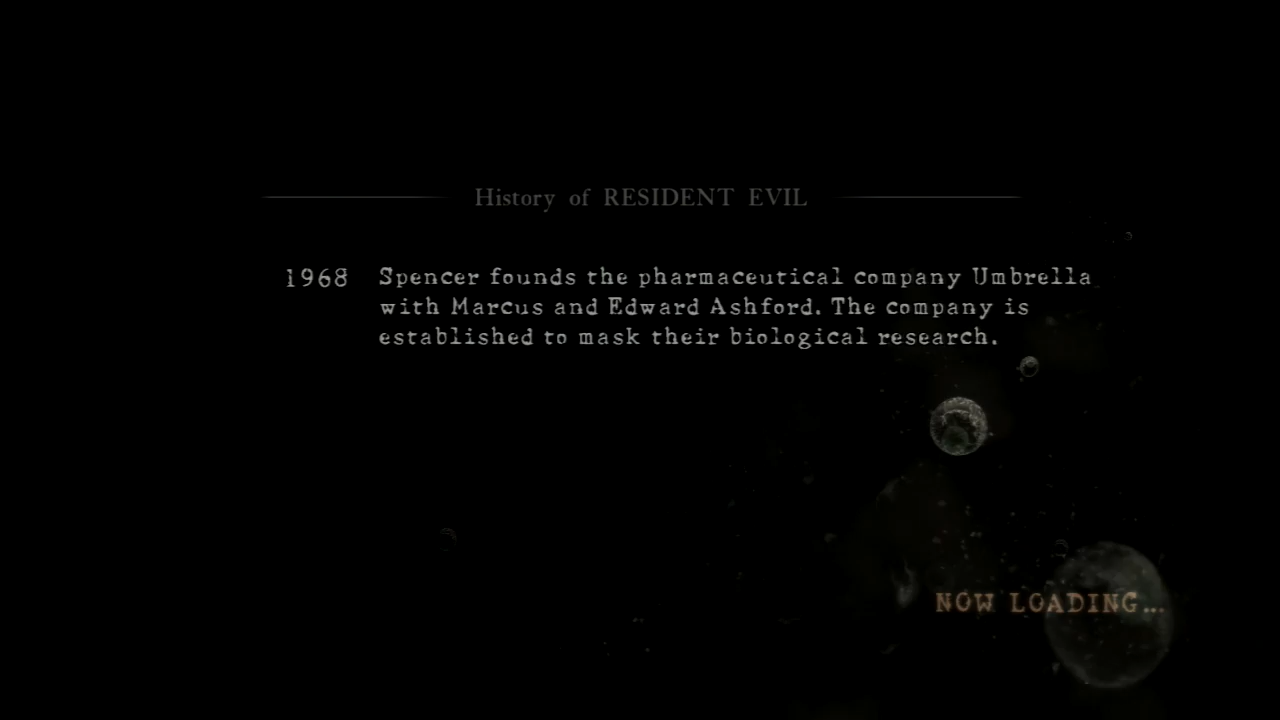 History of RESIDENT EVIL
1968 Spencer founds the pharmaceutical company Umbrella
with Marcus and Edward Ashford. The company is
established to mask their biological research.
NOW LOADING...